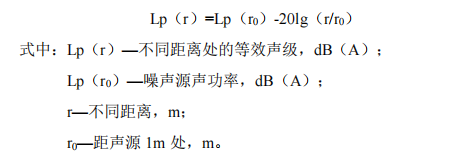 Lp（r）=Lp（r₀）-20lg（r/r₀）
式中：Lp（r）—不同距离处的等效声级，dB（A）；
Lp（r₀）—噪声源声功率，dB（A）；
r—不同距离，m；
r₀—距声源 1m 处，m。